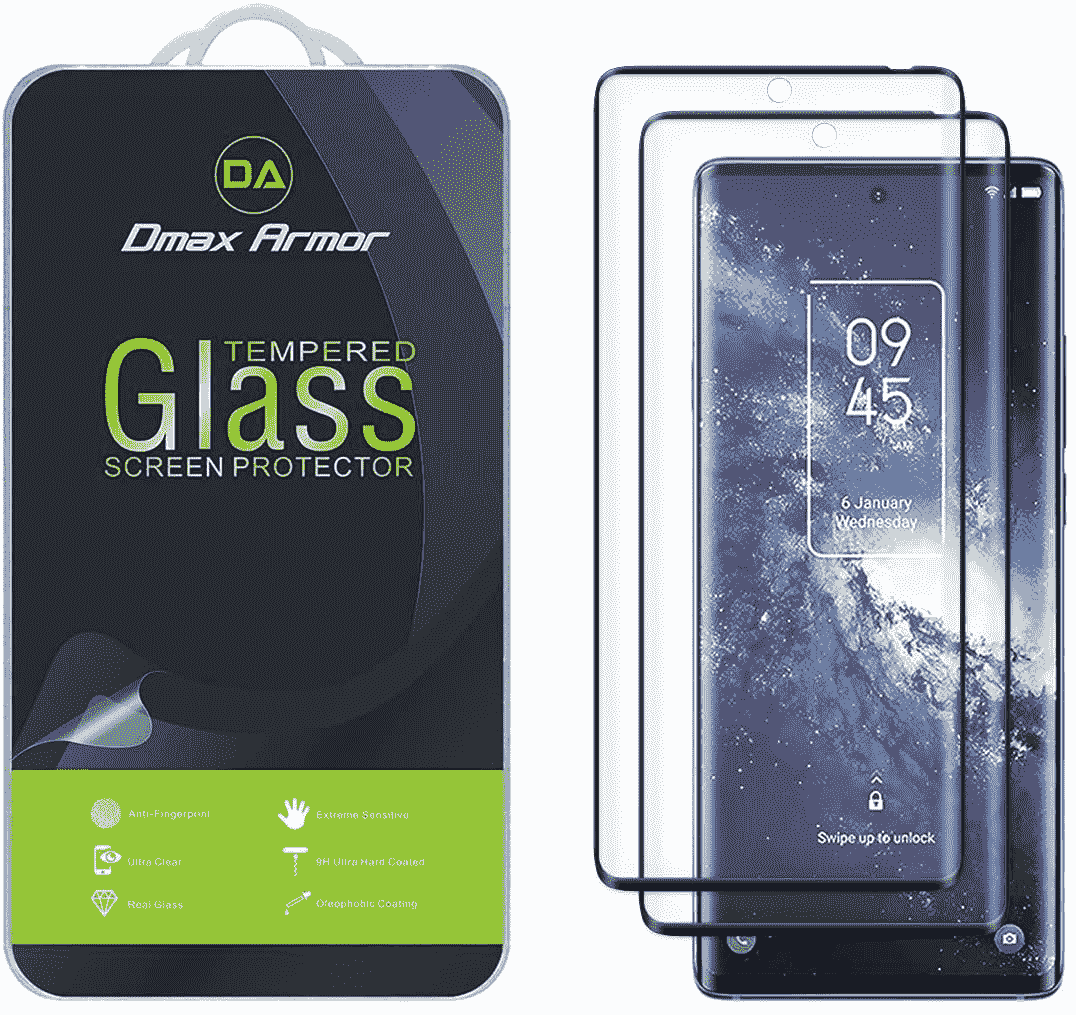 DA
Dmax Armor
TEMPERED
Glass
SCREEN PROTECTOR
Anti-Fingerprint
Extreme Sensitive
Ultra Clear
9H Ultra Hard Coated
Real Glass
Oleophobic Coating
09
45
AM
6 January
Wednesday
Swipe up to unlock